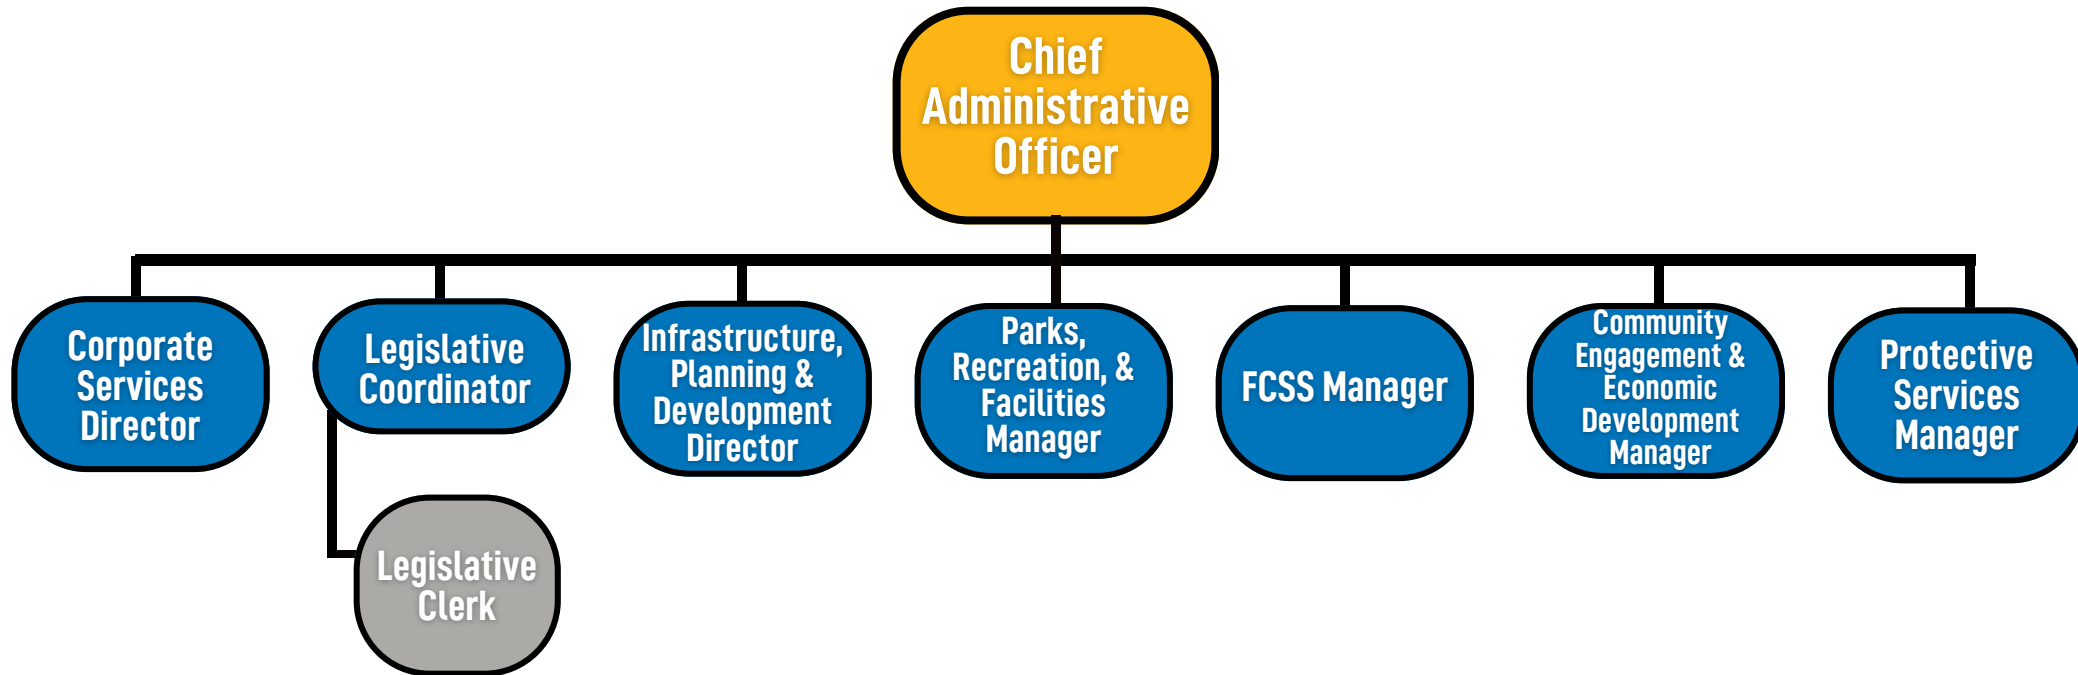 Chief
Administrative
Officer
Corporate
Services
Director
Legislative
Coordinator
Infrastructure,
Planning &
Development
Director
Parks,
Recreation, &
Facilities
Manager
FCSS Manager
Community
Engagement &
Economic
Development
Manager
Protective
Services
Manager
Legislative
Clerk